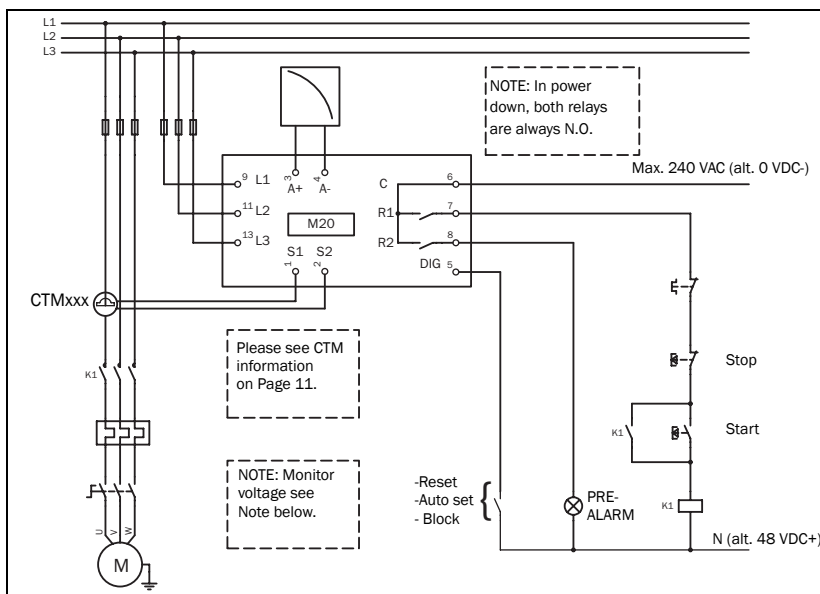 L1
L2
L3
NOTE: In power
down, both relays
are always N.O.
Max. 240 VAC (alt. 0 VDC-)
9 L1
3 A+
4 A-
C 6
11 L2
M20
R1 7
13 L3
R2 8
S1 S2
1 2
DIG 5
CTMxxx
Please see CTM
information
on Page 11.
Stop
K1
K1
Start
NOTE: Monitor
voltage see
Note below.
-Reset
-Auto set
- Block
{
PRE-
ALARM
K1
N (alt. 48 VDC+)
U V W
M